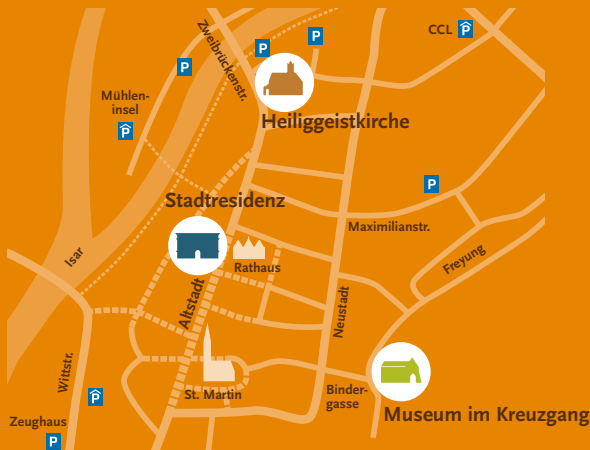 CCL P
P
P
Zweibrückenstr.
P
Mühlen-
insel
P
Heiliggeistkirche
P
Stadtresidenz
Maximilianstr.
Isar
Rathaus
Freyung
Altstadt
Neustadt
Wittstr.
St. Martin
Binder-
gasse
P
Museum im Kreuzgang
Zeughaus
P